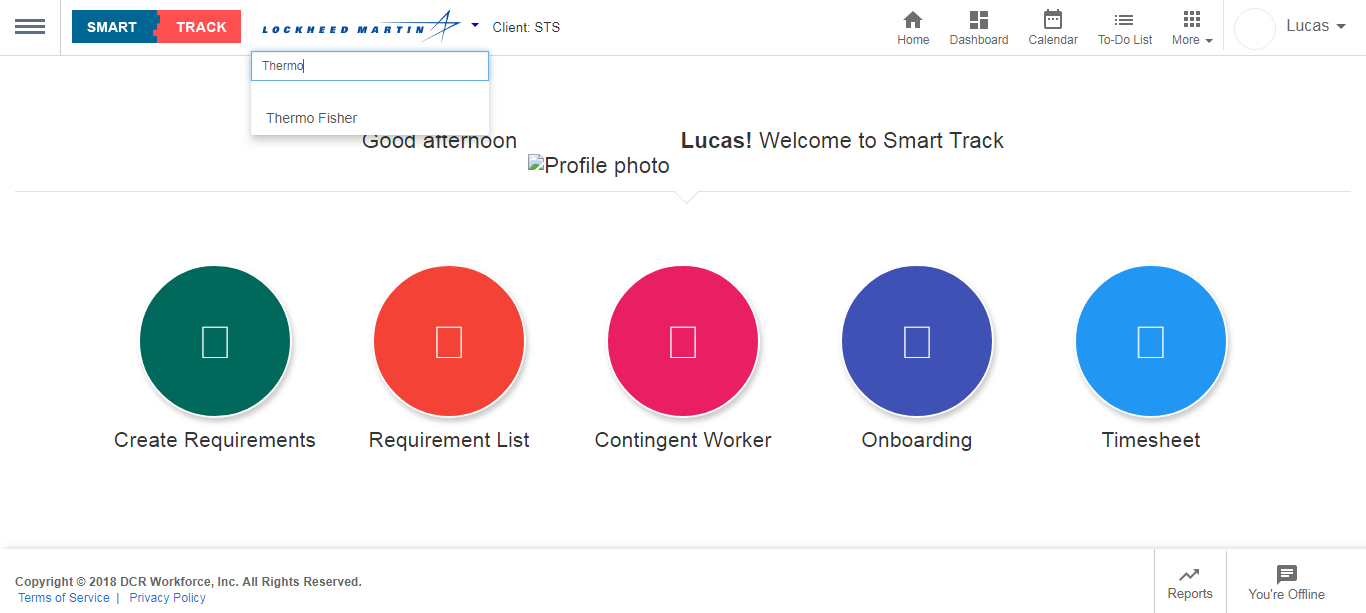 SMART TRACK
LOCKHEED MARTIN
Client: STS
Home
Dashboard
Calendar
To-Do List
More
Lucas
Thermo
Thermo Fisher
Good afternoon
Profile photo
Lucas! Welcome to Smart Track
Create Requirements
Requirement List
Contingent Worker
Onboarding
Timesheet
Copyright © 2018 DCR Workforce, Inc. All Rights Reserved.
Terms of Service | Privacy Policy
Reports
You're Offline